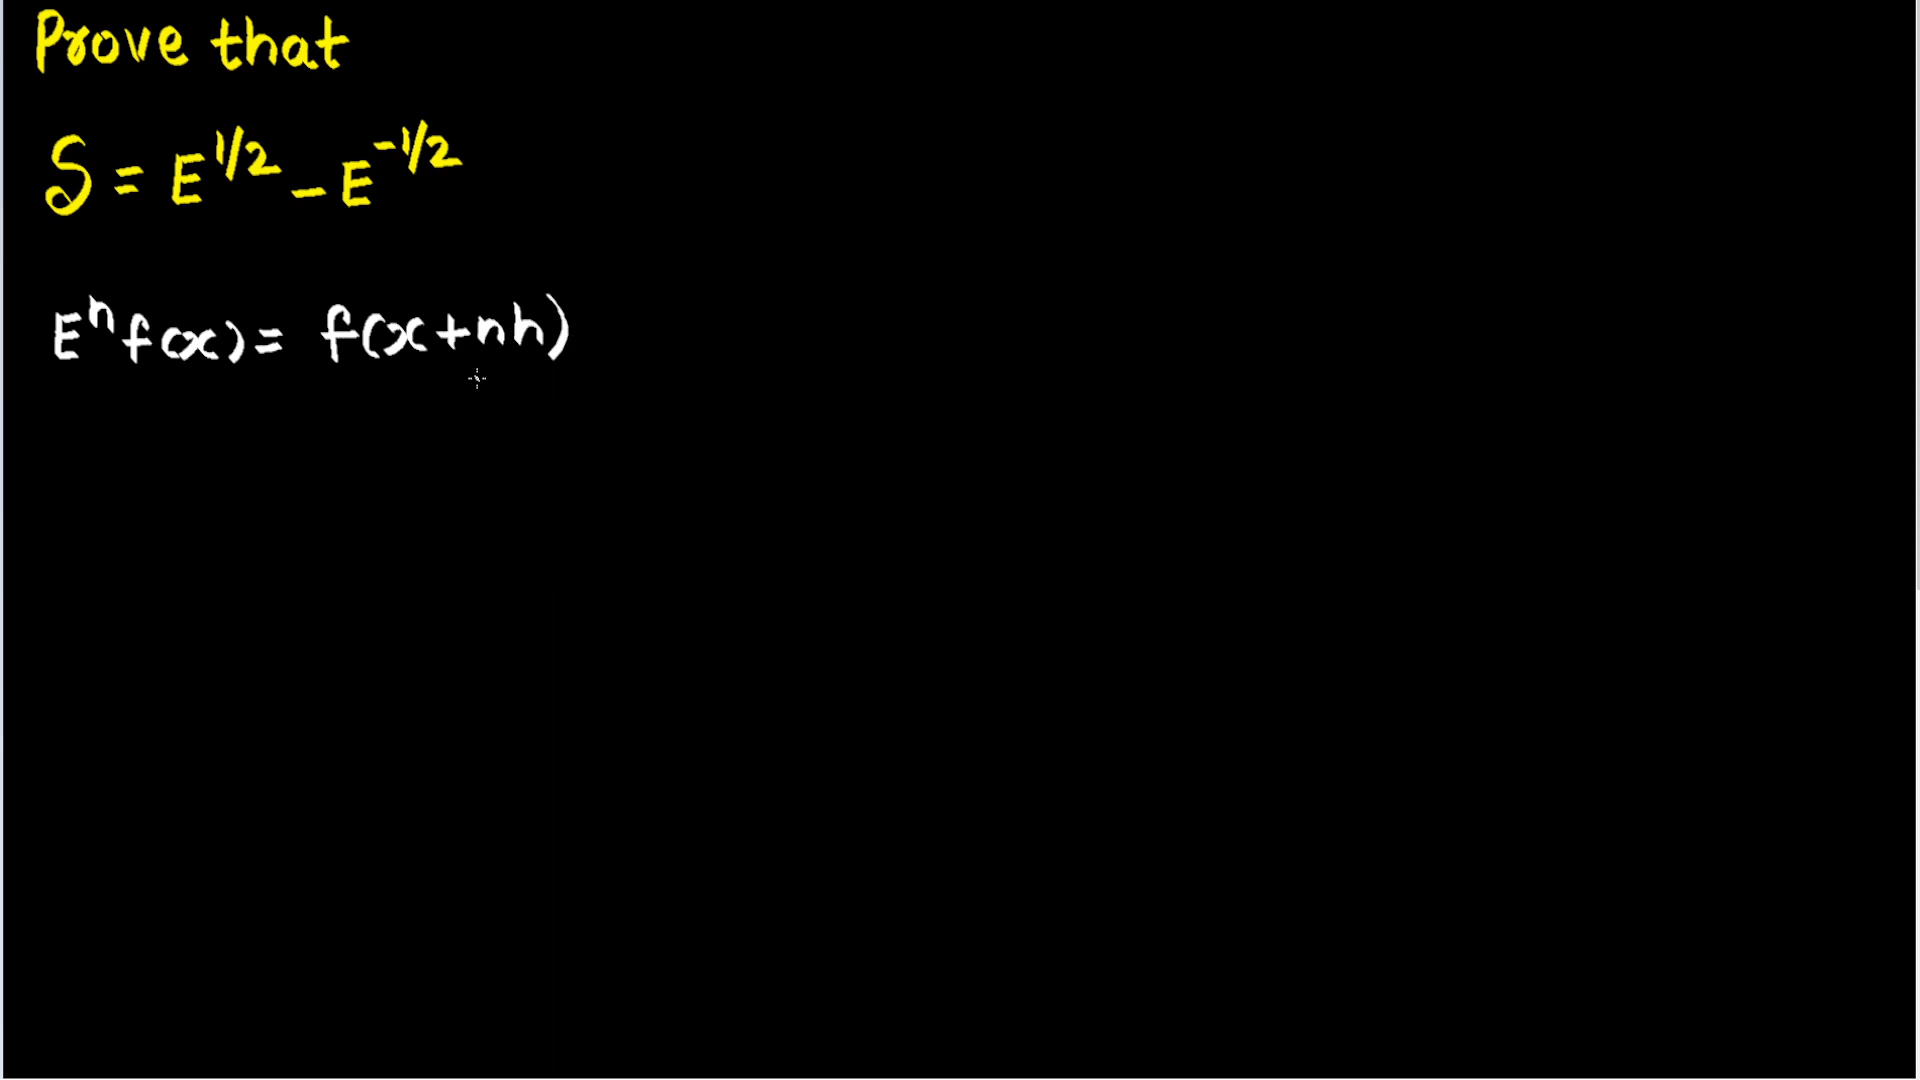 Prove that
δ = E^1/2 - E^-1/2
E^n f(x) = f(x+nh)